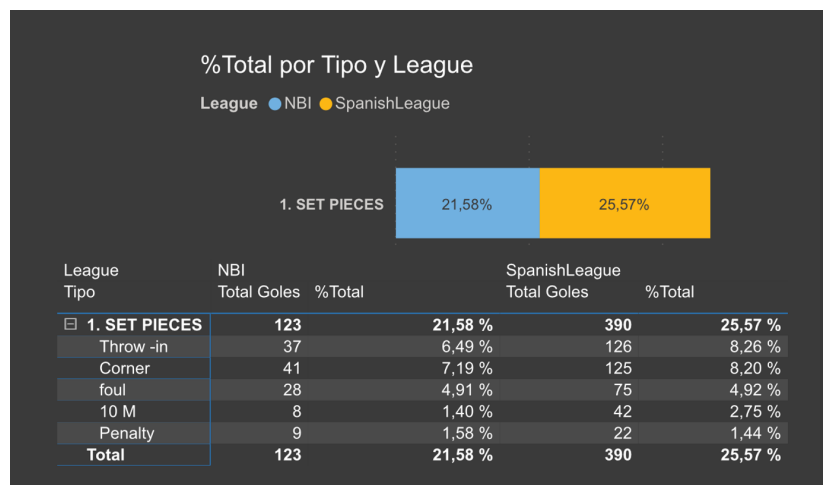 %Total por Tipo y League
League NBI SpanishLeague
1. SET PIECES 21,58% 25,57%
League NBI SpanishLeague
Tipo Total Goles %Total Total Goles %Total
1. SET PIECES 123 21,58 % 390 25,57 %
Throw -in 37 6,49 % 126 8,26 %
Corner 41 7,19 % 125 8,20 %
foul 28 4,91 % 75 4,92 %
10 M 8 1,40 % 42 2,75 %
Penalty 9 1,58 % 22 1,44 %
Total 123 21,58 % 390 25,57 %